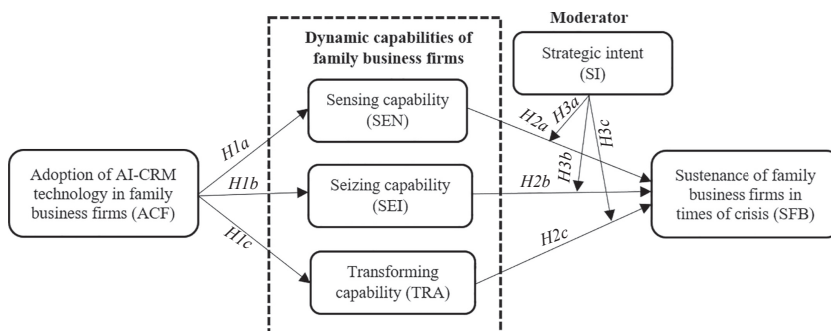 Moderator
Dynamic capabilities of
family business firms
Strategic intent
(SI)
Sensing capability
(SEN)
H1a
H2a
H3a
H3b
H3c
Adoption of AI-CRM
technology in family
business firms (ACF)
H1b
Seizing capability
(SEI)
H2b
Sustenance of family
business firms in
times of crisis (SFB)
H1c
Transforming
capability (TRA)
H2c